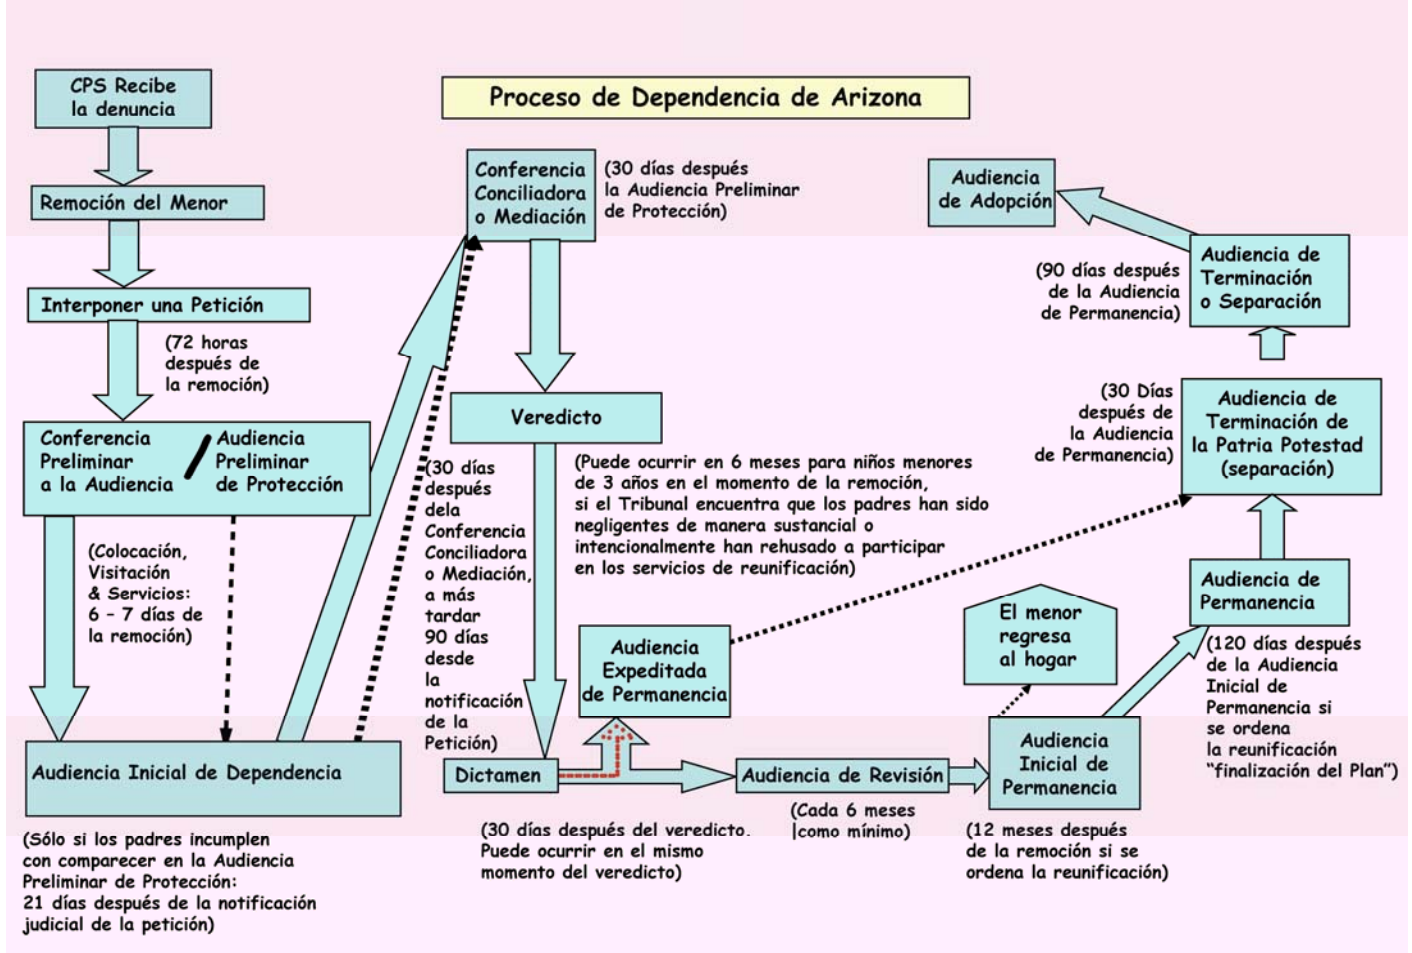 Proceso de Dependencia de Arizona
CPS Recibe
la denuncia
Remoción del Menor
Interponer una Petición
(72 horas
después de
la remoción)
Conferencia
Preliminar
a la Audiencia
/
Audiencia
Preliminar
de Protección
(Colocación,
Visitación
& Servicios:
6 – 7 días de
la remoción)
Audiencia Inicial de Dependencia
(Sólo si los padres incumplen
con comparecer en la Audiencia
Preliminar de Protección:
21 días después de la notificación
judicial de la petición)
Conferencia
Conciliadora
o Mediación
(30 días después
la Audiencia Preliminar
de Protección)
Veredicto
(30 días
después
dela
Conferencia
Conciliadora
o Mediación,
a más
tardar
90 días
desde
la
notificación
de la
Petición)
(Puede ocurrir en 6 meses para niños menores
de 3 años en el momento de la remoción,
si el Tribunal encuentra que los padres han sido
negligentes de manera sustancial o
intencionalmente han rehusado a participar
en los servicios de reunificación)
Audiencia
Expeditada
de Permanencia
Dictamen
(30 días después del veredicto.
Puede ocurrir en el mismo
momento del veredicto)
Audiencia de Revisión
(Cada 6 meses
|como mínimo)
Audiencia
Inicial de
Permanencia
(12 meses después
de la remoción si se
ordena la reunificación)
El menor
regresa
al hogar
Audiencia de
Permanencia
(120 días después
de la Audiencia
Inicial de
Permanencia si
se ordena
la reunificación
“finalización del Plan”)
Audiencia de
Terminación de
la Patria Potestad
(separación)
(30 Días
después de
la Audiencia
de Permanencia)
Audiencia de
Terminación
o Separación
(90 días después
de la Audiencia
de Permanencia)
Audiencia
de Adopción